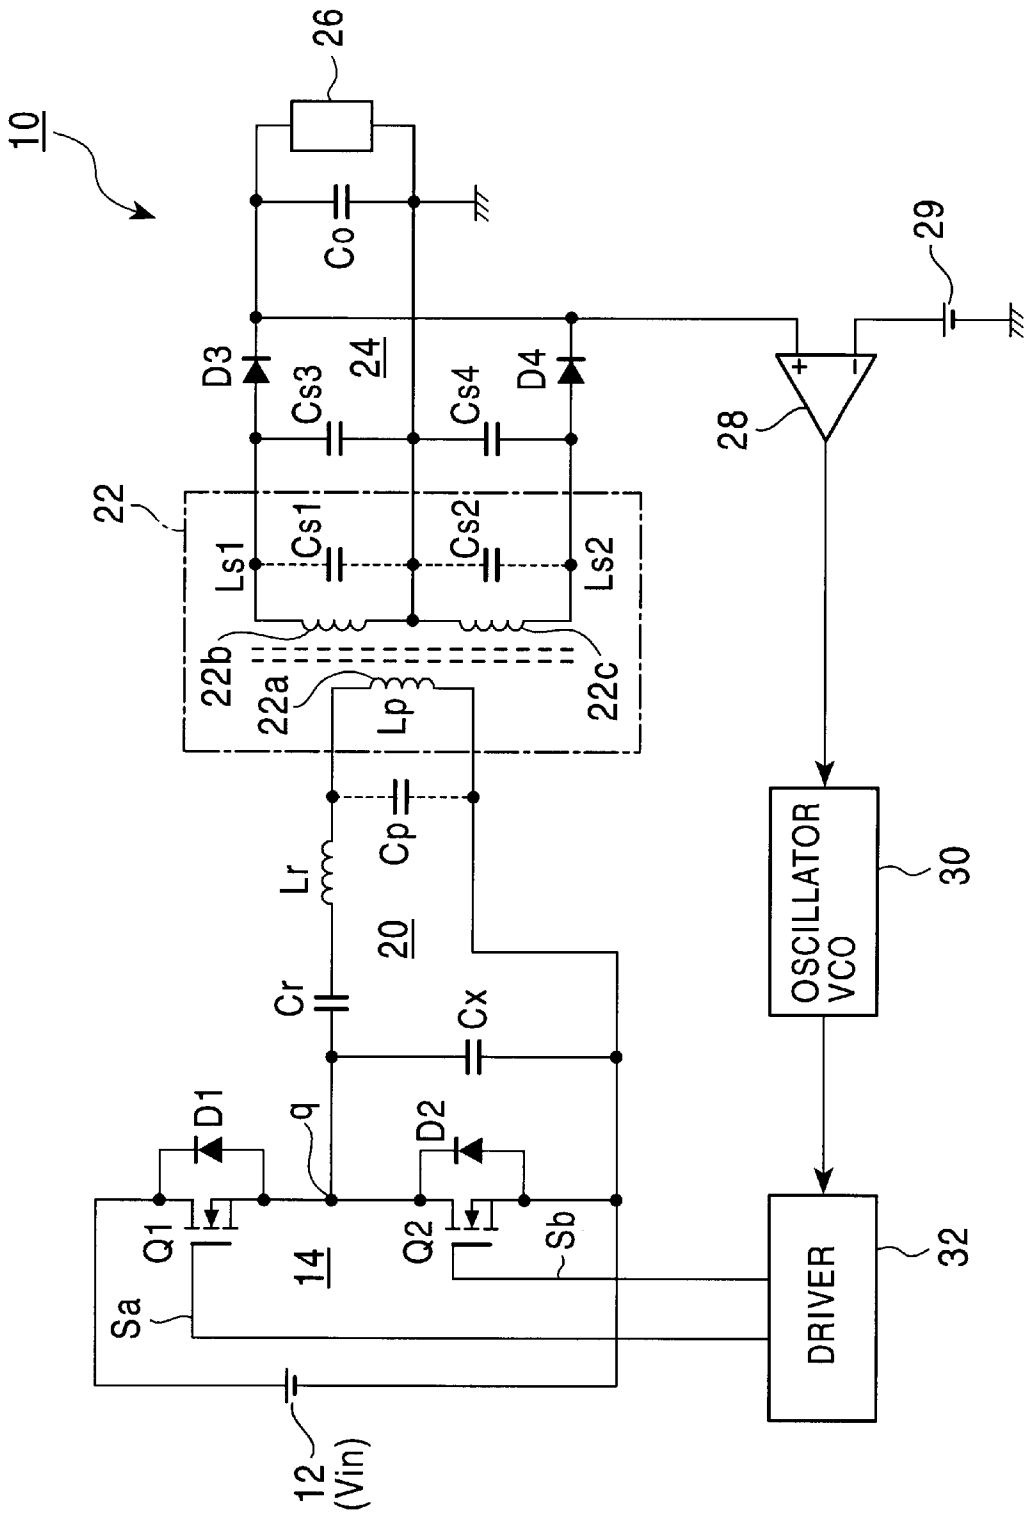 10
26
Co
29
D3
24
Cs3
Cs4
D4
28
22
Ls1
Cs1
Cs2
Ls2
22b
22a
Lp
22c
+
−
Cp
Lr
20
Cr
Cx
OSCILLATOR
VCO
30
D1
q
D2
Q1
14
Q2
Sb
Sa
DRIVER
32
12
(Vin)